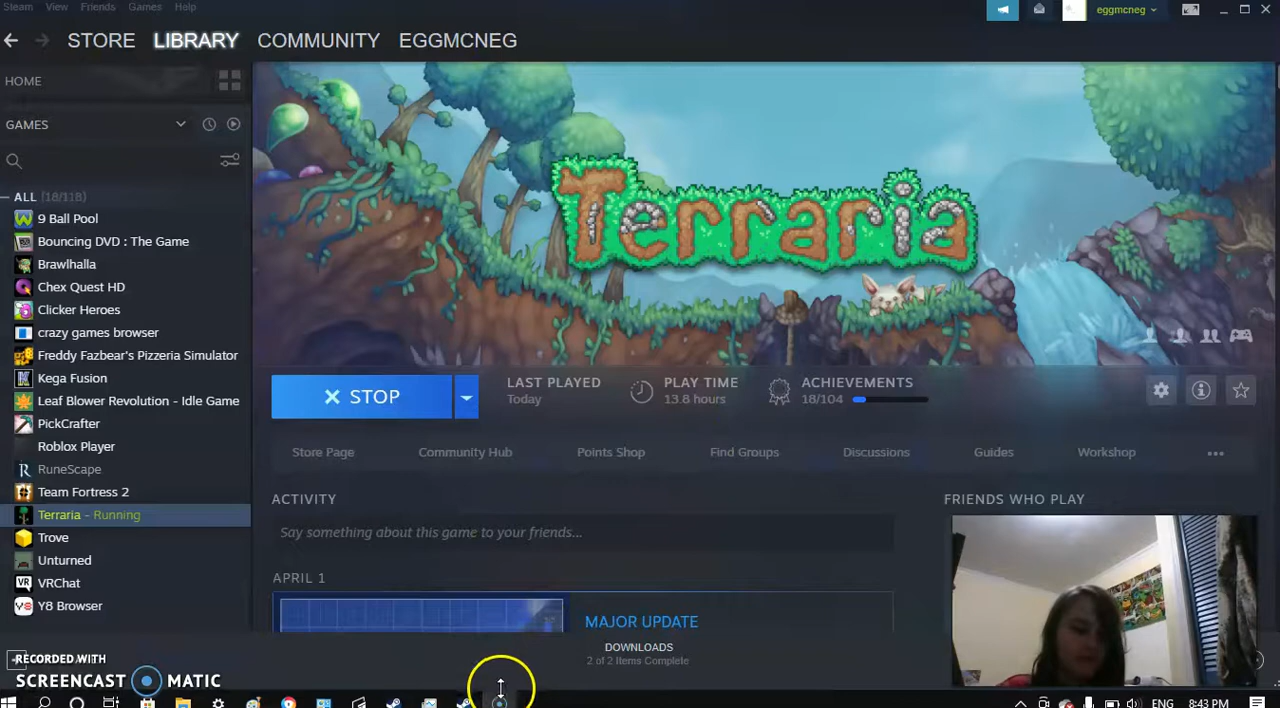 Steam View Friends Games Help
eggmcneg
STORE LIBRARY COMMUNITY EGGMCNEG
HOME
GAMES
ALL (18/118)
9 Ball Pool
Bouncing DVD : The Game
Brawlhalla
Chex Quest HD
Clicker Heroes
crazy games browser
Freddy Fazbear's Pizzeria Simulator
Kega Fusion
Leaf Blower Revolution - Idle Game
PickCrafter
Roblox Player
RuneScape
Team Fortress 2
Terraria - Running
Trove
Unturned
VRChat
Y8 Browser
Terraria
STOP
LAST PLAYED
Today
PLAY TIME
13.8 hours
ACHIEVEMENTS
18/104
Store Page Community Hub Points Shop Find Groups Discussions Guides Workshop
ACTIVITY
Say something about this game to your friends...
FRIENDS WHO PLAY
APRIL 1
MAJOR UPDATE
DOWNLOADS
2 of 2 Items Complete
RECORDED WITH
SCREENCAST MATIC
ENG 8:43 PM